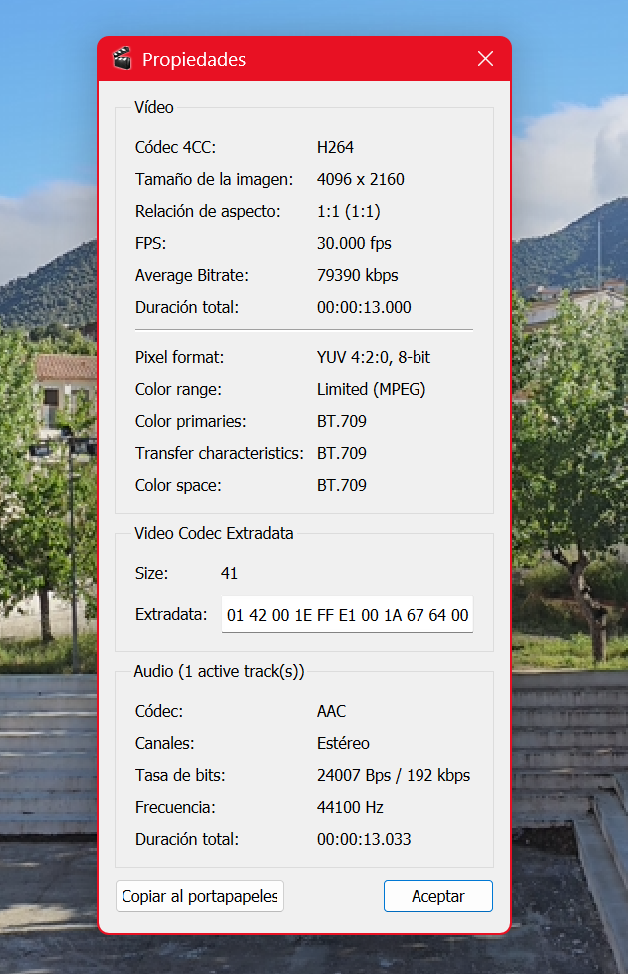 Propiedades
Vídeo
Códec 4CC: H264
Tamaño de la imagen: 4096 x 2160
Relación de aspecto: 1:1 (1:1)
FPS: 30.000 fps
Average Bitrate: 79390 kbps
Duración total: 00:00:13.000
Pixel format: YUV 4:2:0, 8-bit
Color range: Limited (MPEG)
Color primaries: BT.709
Transfer characteristics: BT.709
Color space: BT.709
Video Codec Extradata
Size: 41
Extradata: 01 42 00 1E FF E1 00 1A 67 64 00
Audio (1 active track(s))
Códec: AAC
Canales: Estéreo
Tasa de bits: 24007 Bps / 192 kbps
Frecuencia: 44100 Hz
Duración total: 00:00:13.033
Copiar al portapapeles Aceptar